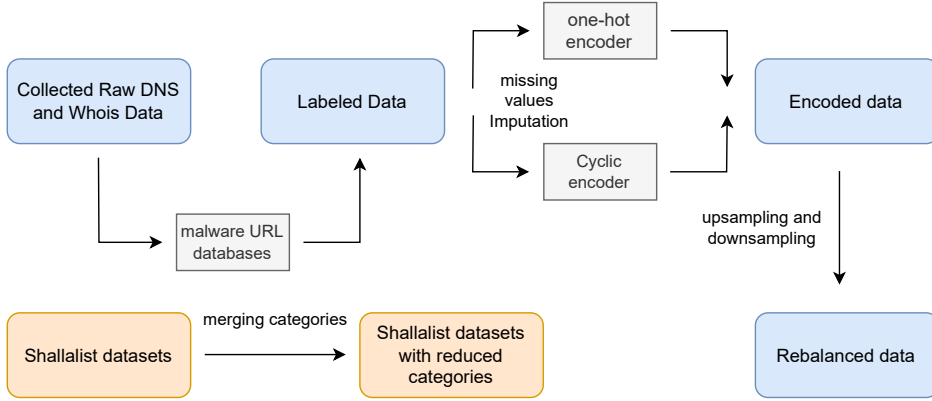 Collected Raw DNS
and Whois Data
malware URL
databases
Labeled Data
missing
values
Imputation
one-hot
encoder
Cyclic
encoder
Encoded data
upsampling and
downsampling
Rebalanced data
Shallalist datasets
merging categories
Shallalist datasets
with reduced
categories